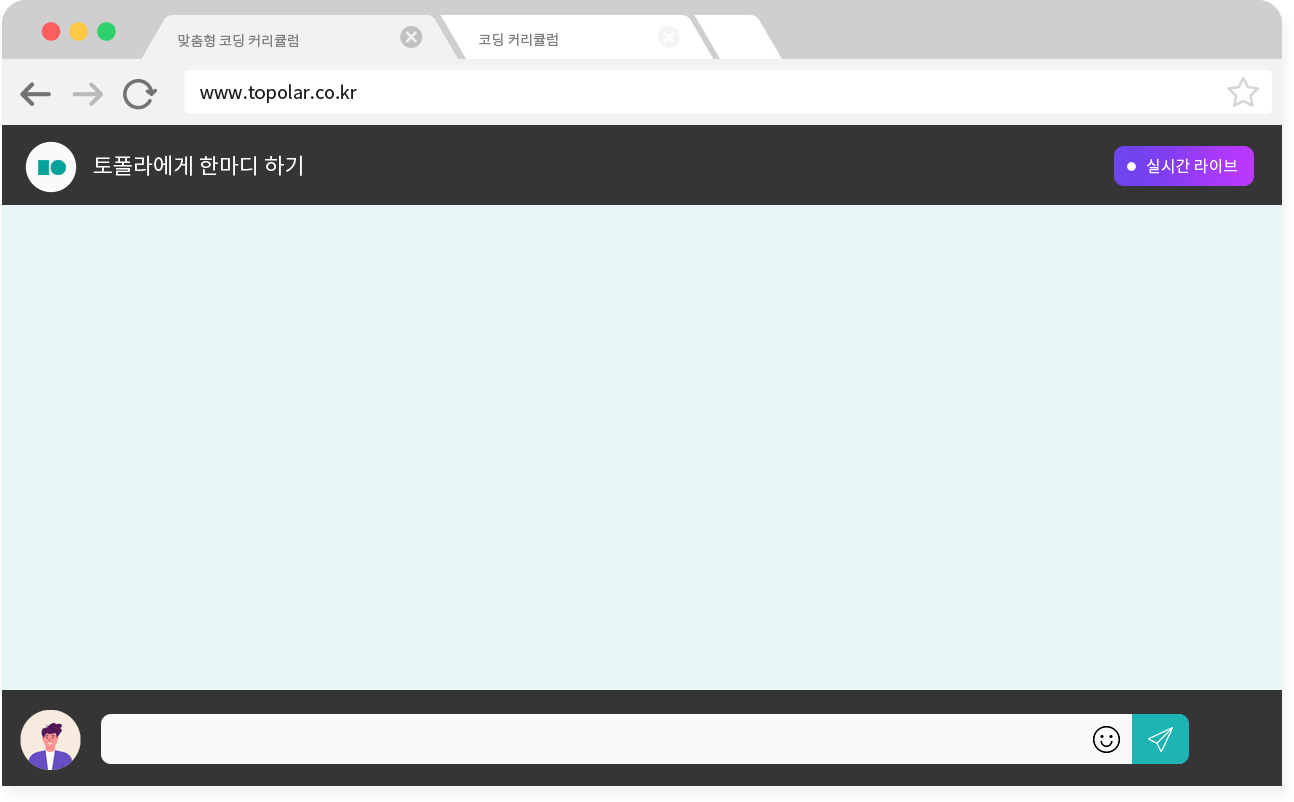 맞춤형 코딩 커리큘럼
코딩 커리큘럼
www.topolar.co.kr
토폴라에게 한마디 하기
실시간 라이브